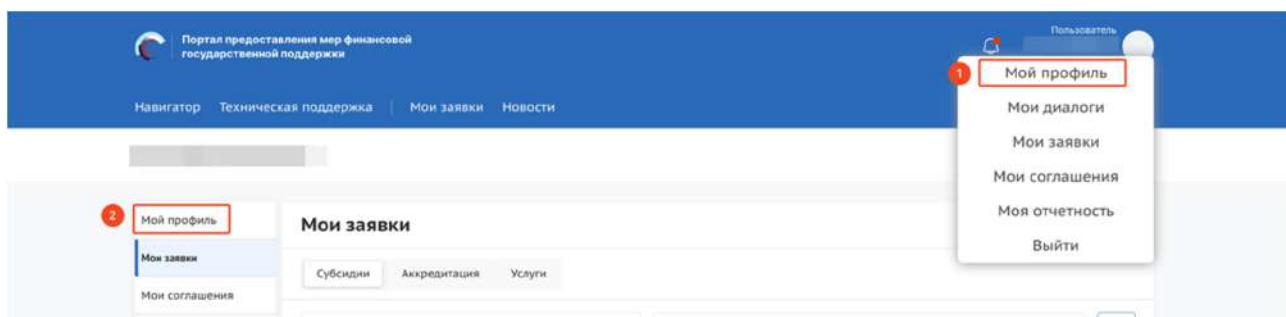 Портал предоставления мер финансовой
государственной поддержки
Пользователь
Навигатор Техническая поддержка | Мои заявки Новости
1 Мой профиль
Мои диалоги
Мои заявки
Мои соглашения
Моя отчетность
Выйти
2 Мой профиль
Мои заявки
Мои соглашения
Мои заявки
Субсидии Аккредитация Услуги